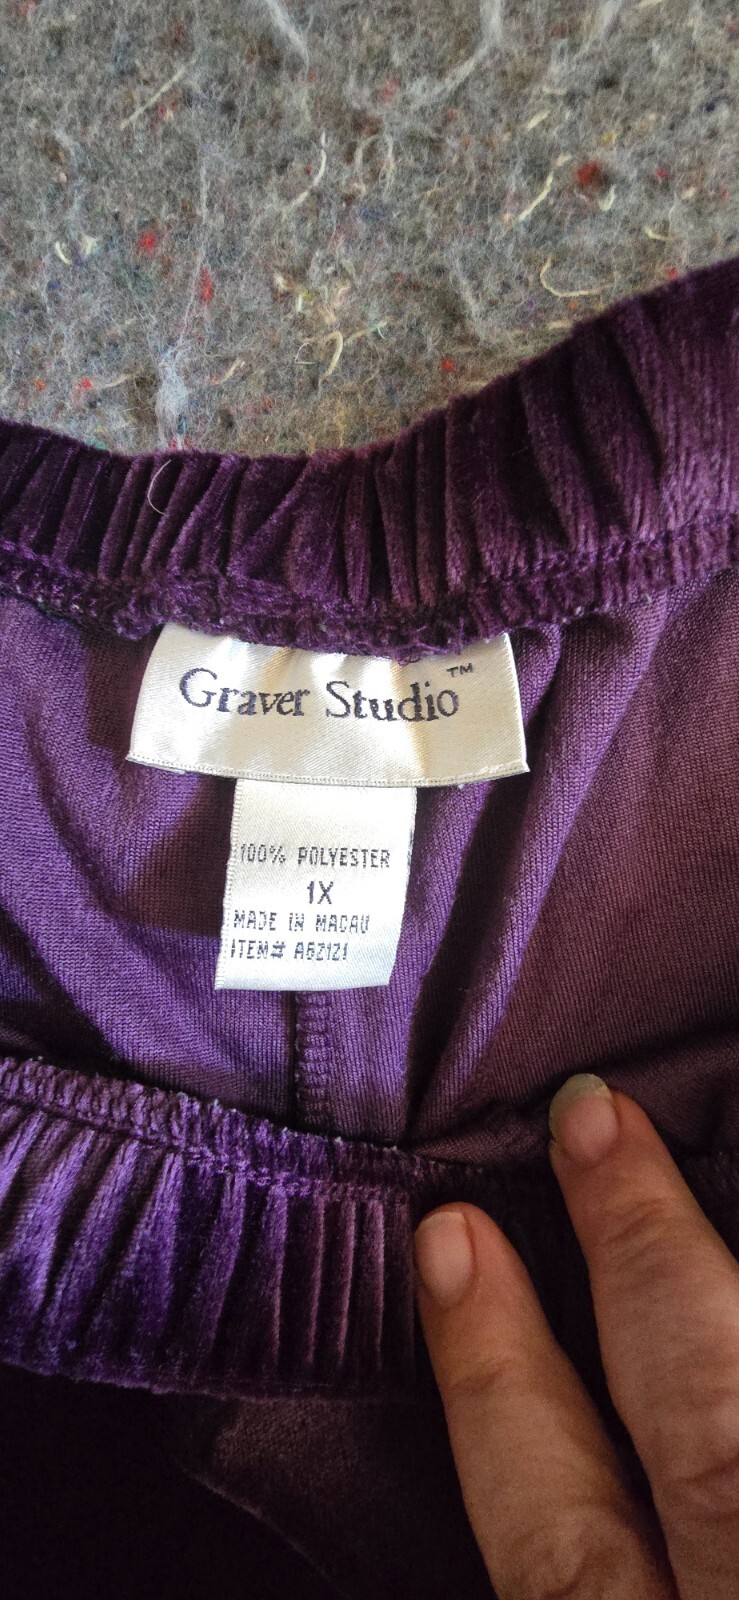 Graver Studio™
100% POLYESTER
1X
MADE IN MACAU
ITEM# A62121